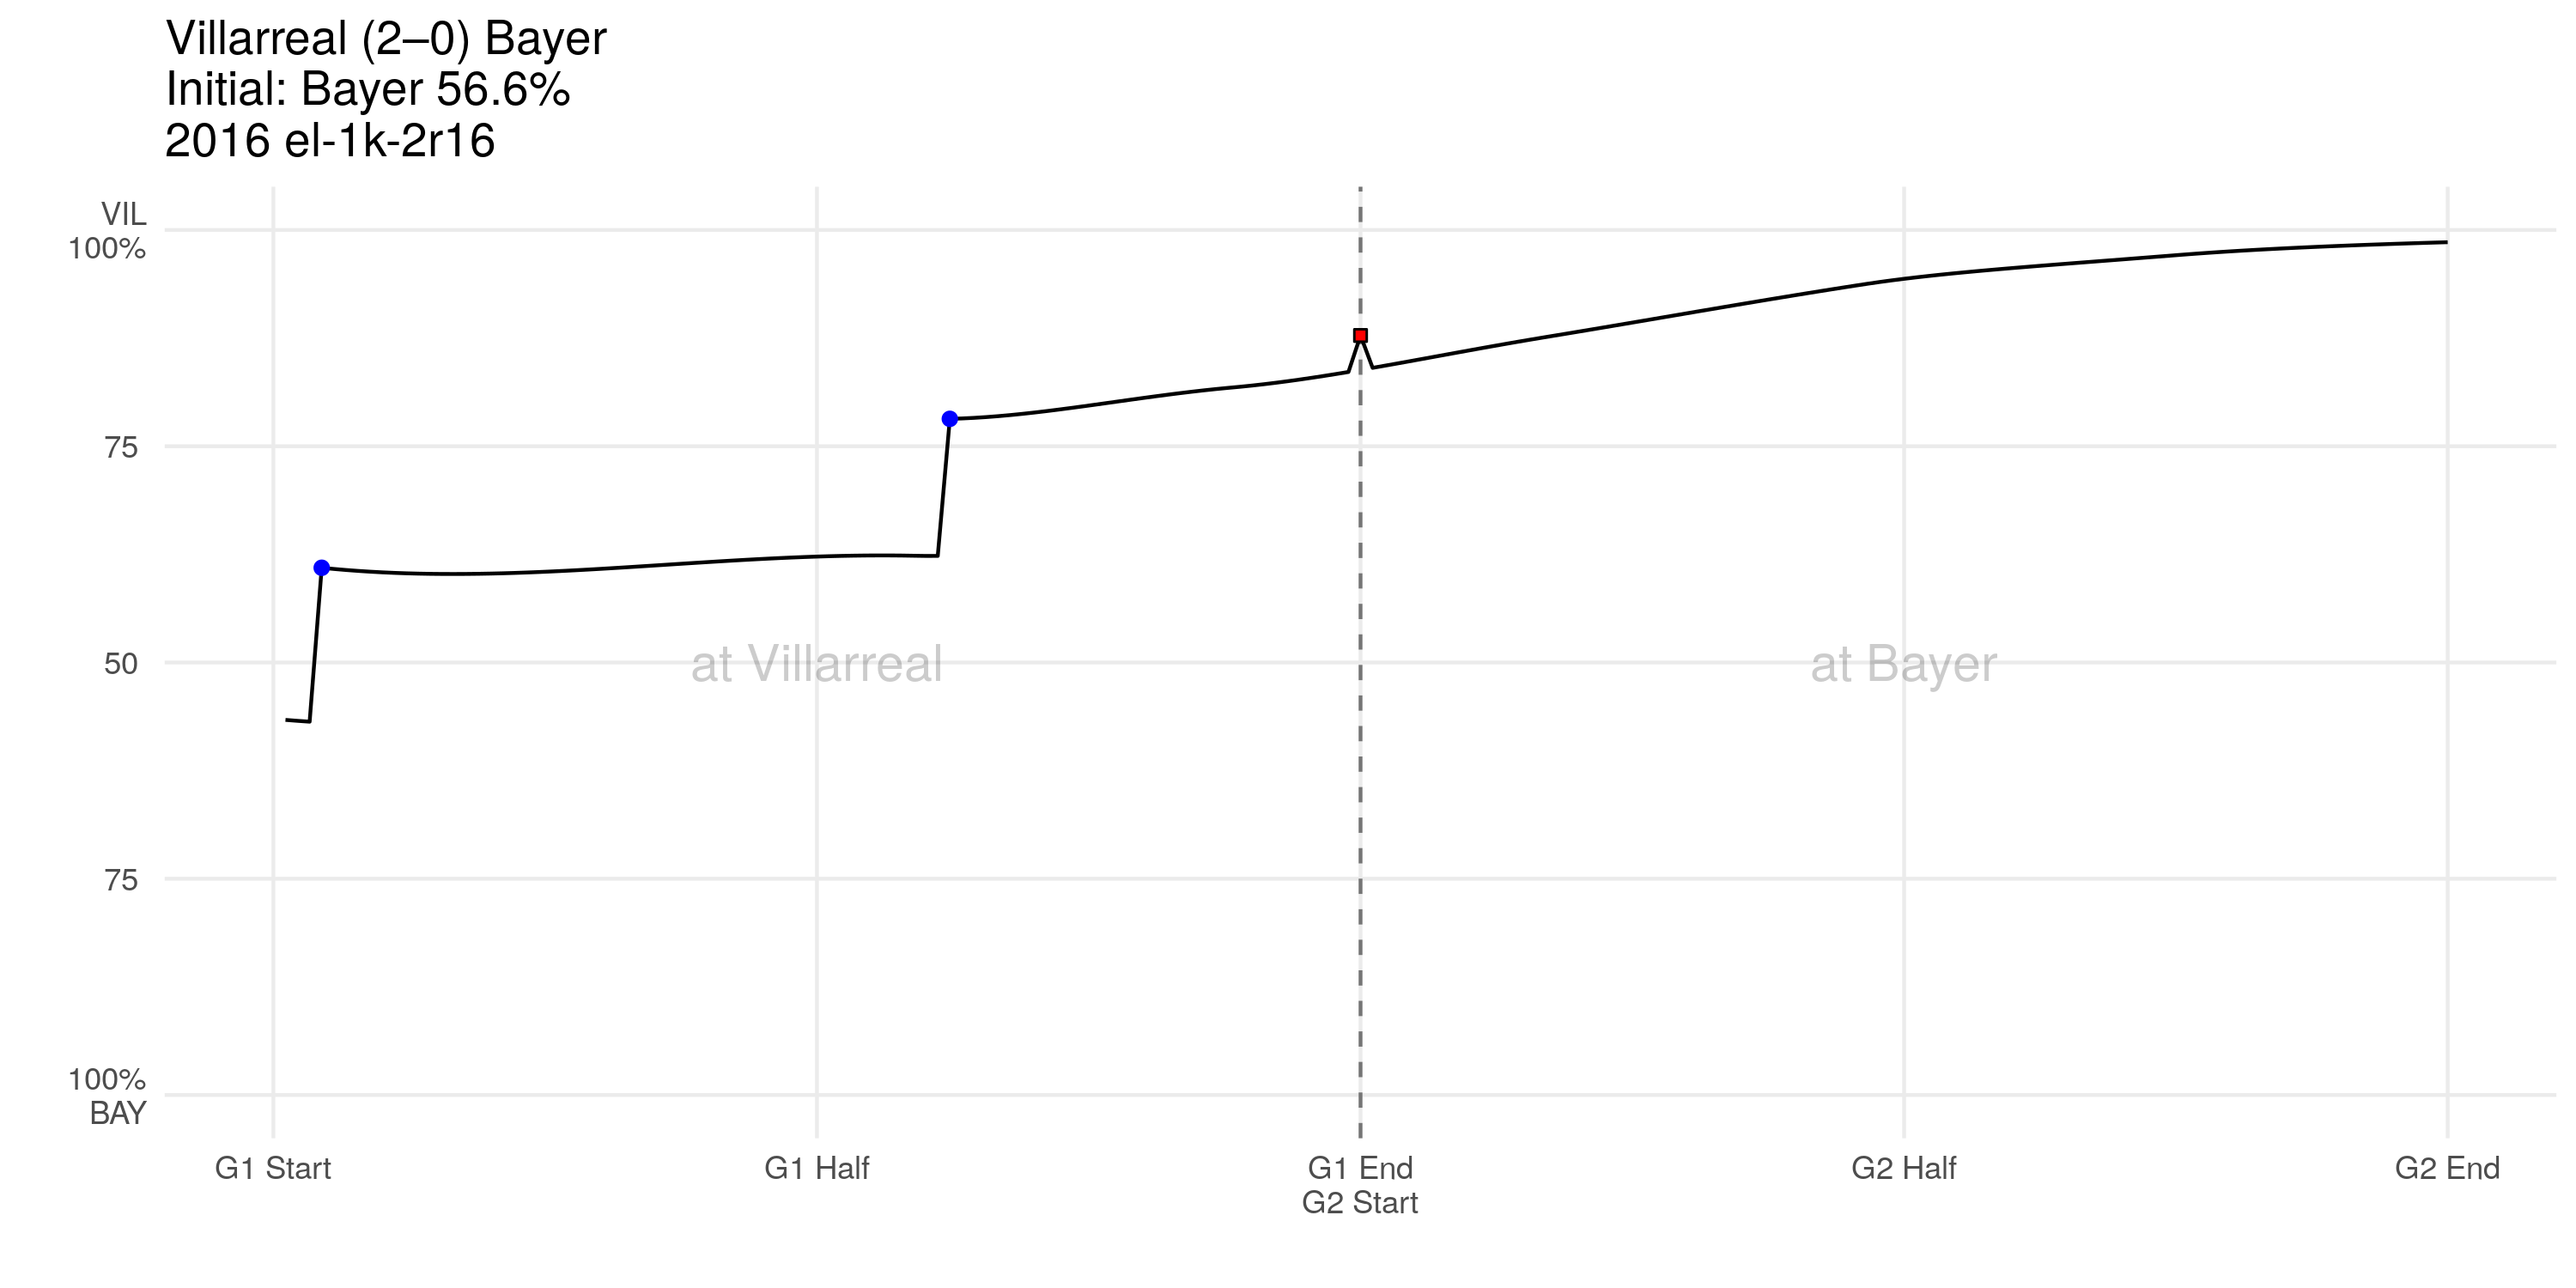 Villarreal (2–0) Bayer
Initial: Bayer 56.6%
2016 el-1k-2r16
VIL
100%
75
50
75
100%
BAY
at Villarreal
at Bayer
G1 Start
G1 Half
G1 End
G2 Start
G2 Half
G2 End